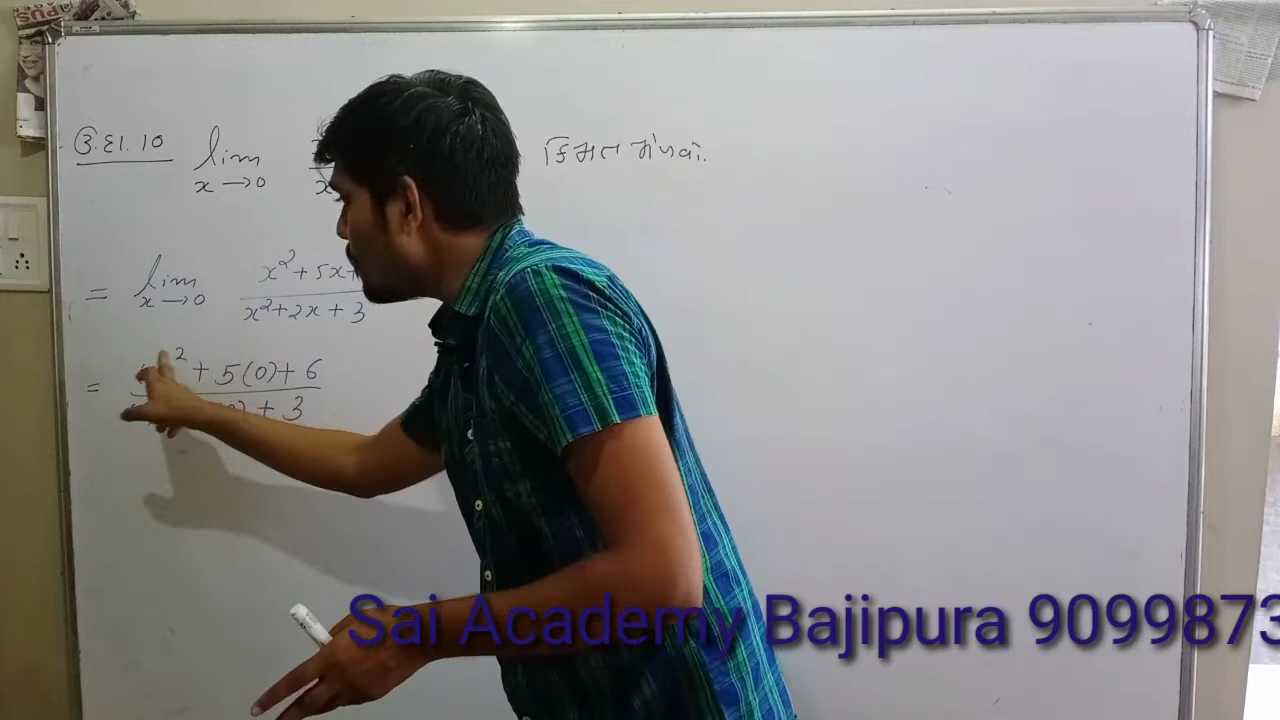 ઉ.દા. 10 lim x→0 કિંમત મેળવો.
= lim x→0 x²+5x+ / x²+2x+3
= ² + 5(0)+ 6 / + 3
Sai Academy Bajipura 9099873